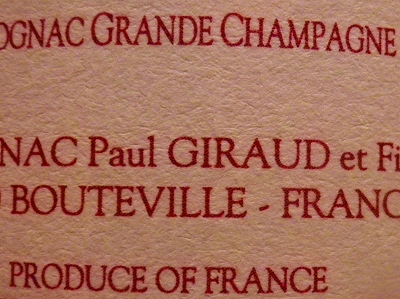 OGNAC GRANDE CHAMPAGNE
NAC Paul GIRAUD et Fi
BOUTEVILLE - FRANC
PRODUCE OF FRANCE